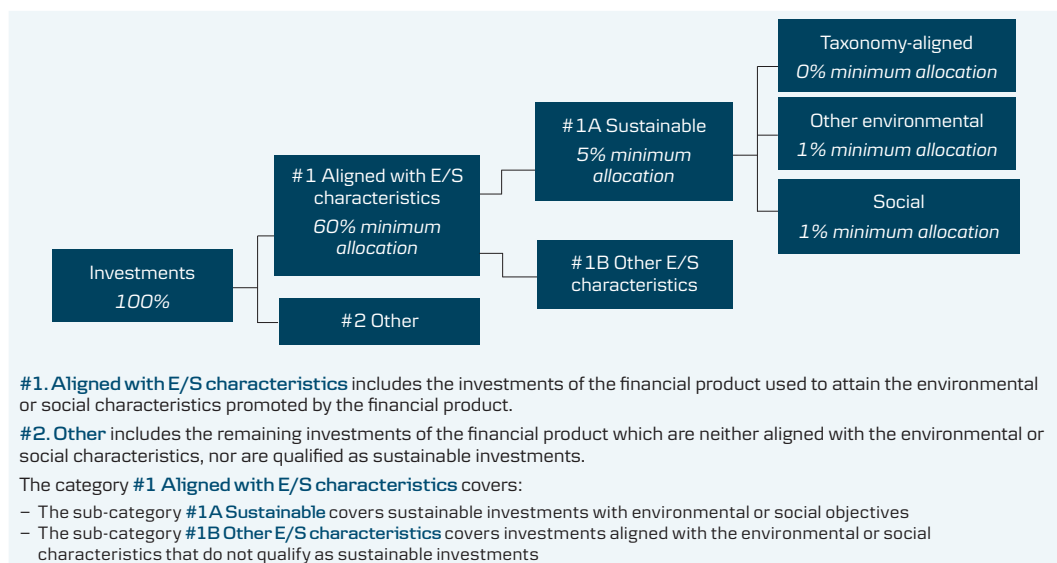 Taxonomy-aligned
0% minimum allocation
Other environmental
1% minimum allocation
Social
1% minimum allocation
#1A Sustainable
5% minimum
allocation
#1B Other E/S
characteristics
#1 Aligned with E/S
characteristics
60% minimum
allocation
#2 Other
Investments
100%
#1. Aligned with E/S characteristics includes the investments of the financial product used to attain the environmental
or social characteristics promoted by the financial product.
#2. Other includes the remaining investments of the financial product which are neither aligned with the environmental or
social characteristics, nor are qualified as sustainable investments.
The category #1 Aligned with E/S characteristics covers:
– The sub-category #1A Sustainable covers sustainable investments with environmental or social objectives
– The sub-category #1B Other E/S characteristics covers investments aligned with the environmental or social
characteristics that do not qualify as sustainable investments